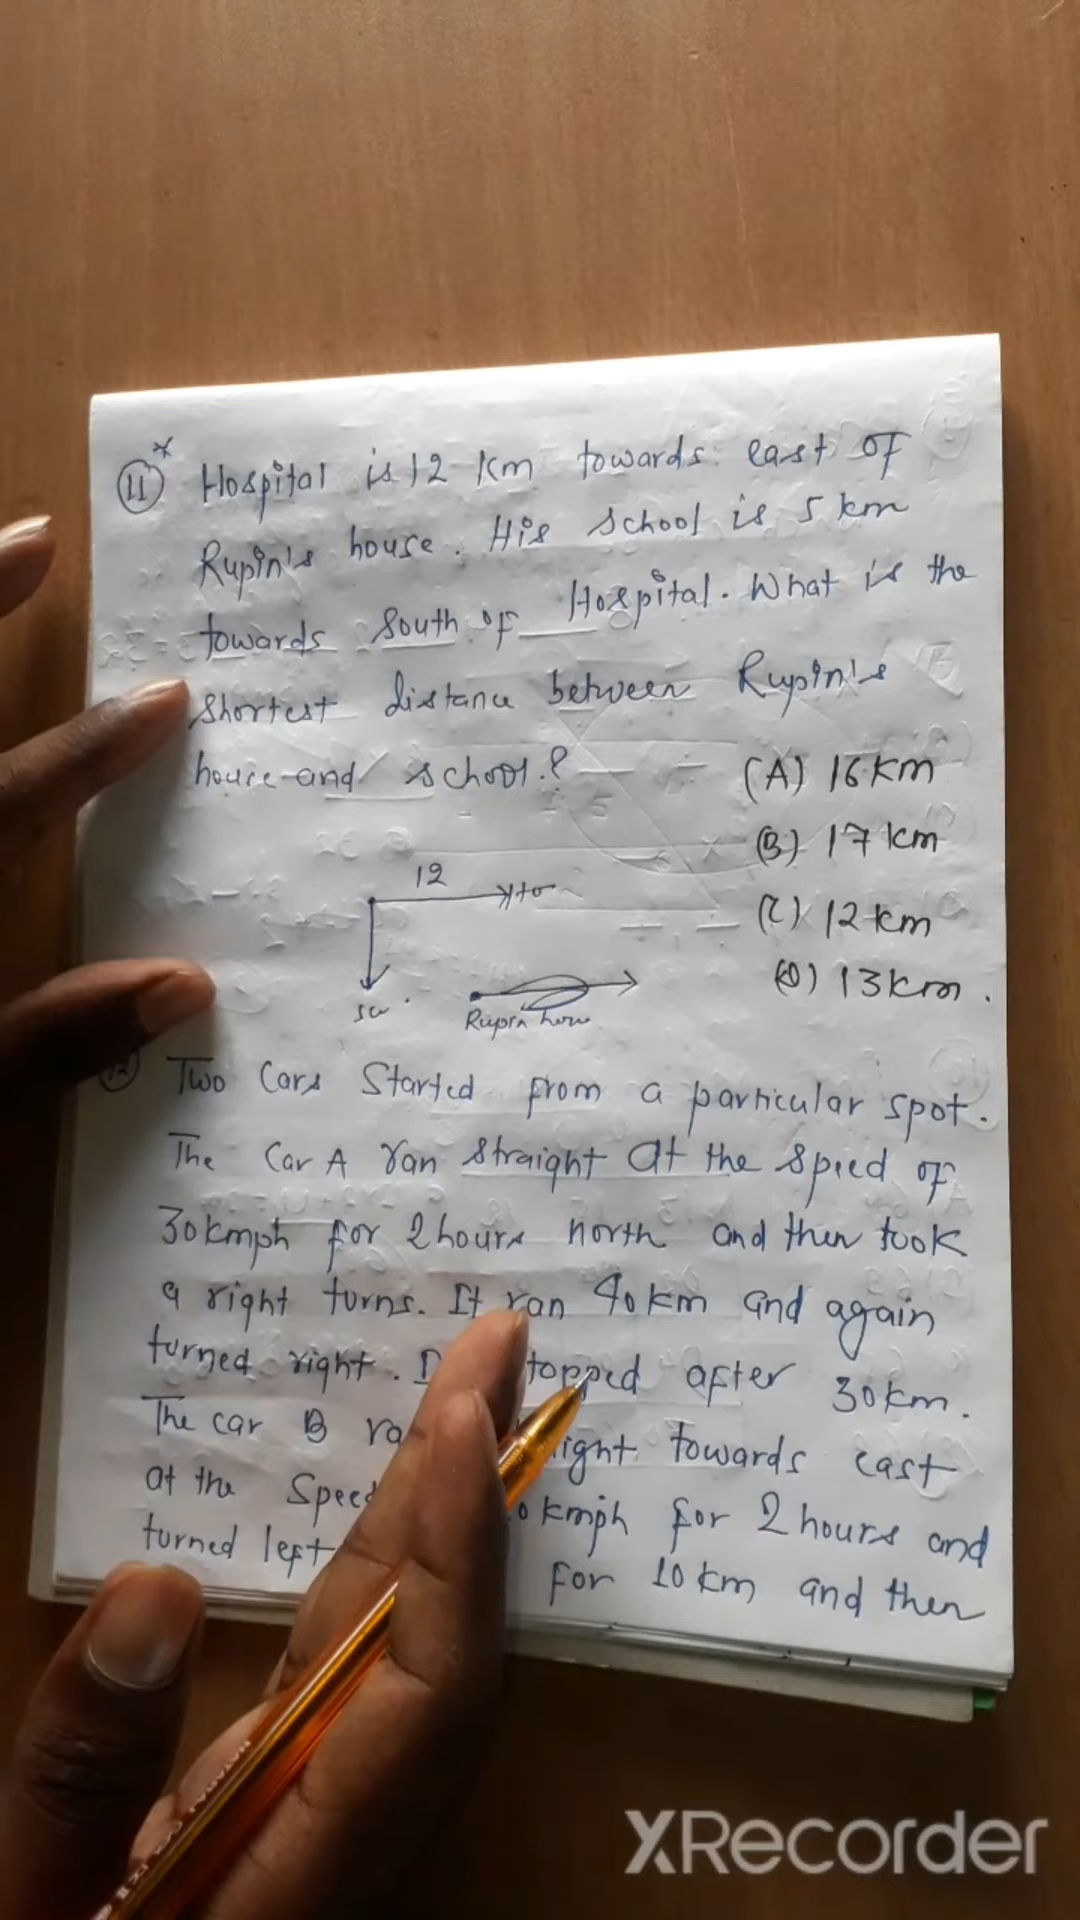 11 * Hospital is 12 km towards east of
Rupin's house. His school is 5 km
towards south of Hospital. What is the
shortest distance between Rupin's
house and school.?
(A) 16 km
(B) 17 km
(C) 12 km
(D) 13 km.
12
Rupin
Two Cars Started from a particular spot.
The Car A ran straight at the speed of
30 kmph for 2 hours north and then took
a right turns. It ran 40 km and again
turned right. topped after 30 km.
The car B towards east
at the kmph for 2 hours and
turned left for 10 km and then
XRecorder